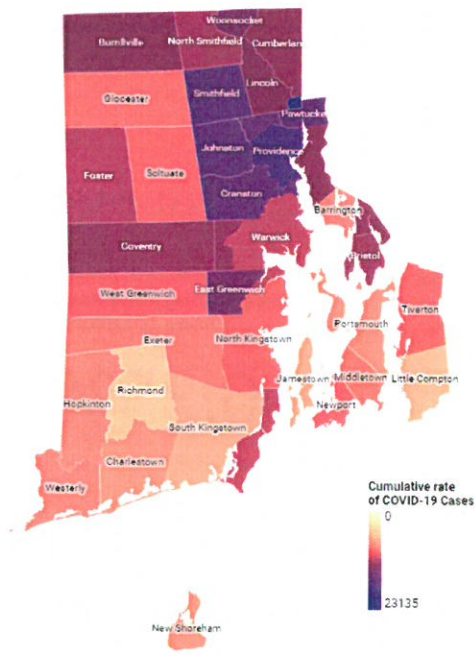 Woonsocket
Burrillville
North Smithfield
Cumberlan
Lincoln
Glocester
Smithfield
Pawtucke
Johnston
Providence
Foster
Scituate
Cranston
Barrington
Coventry
Warwick
Bristol
West Greenwich
East Greenwich
Tiverton
Portsmouth
Exeter
North Kingstown
Jamestown
Middletown
Little Compton
Richmond
Hopkinton
Newport
South Kingstown
Charlestown
Westerly
Cumulative rate
of COVID-19 Cases
0
23135
New Shoreham